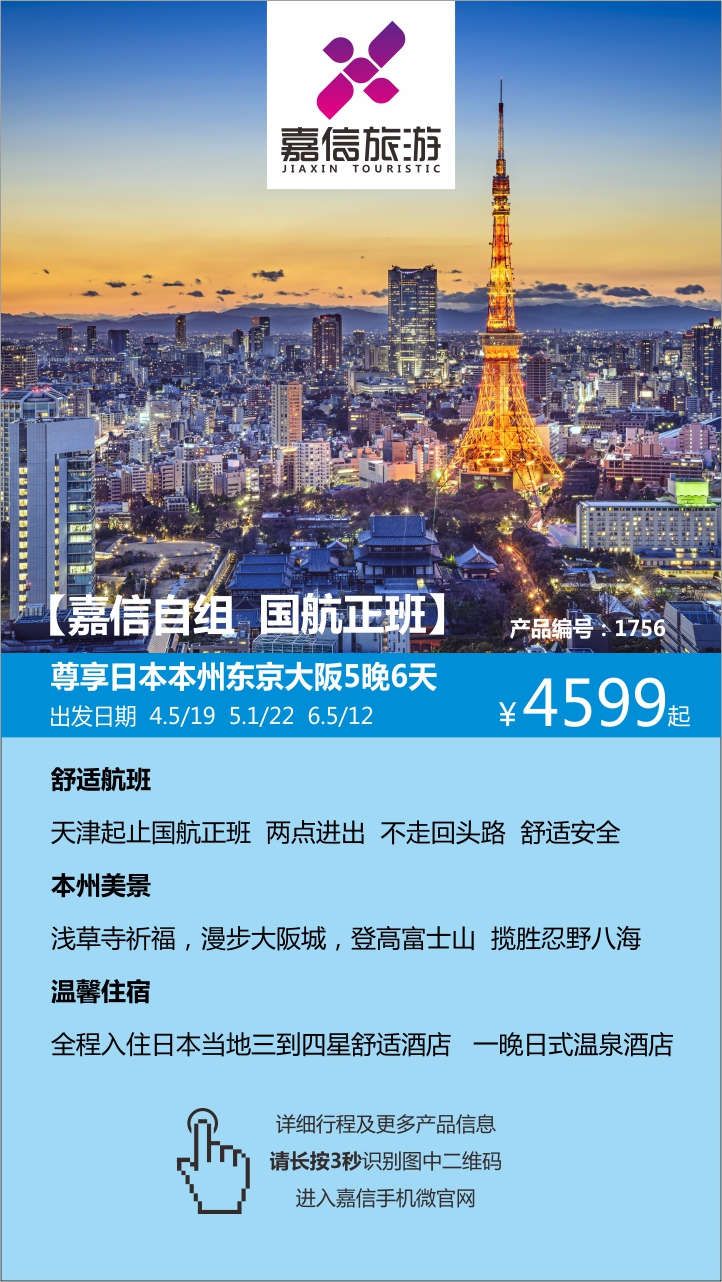 嘉信旅游
JIAXIN TOURISTIC
【嘉信自组 国航正班】
产品编号：1756
尊享日本本州东京大阪5晚6天
出发日期 4.5/19 5.1/22 6.5/12
¥4599起
舒适航班
天津起止国航正班 两点进出 不走回头路 舒适安全
本州美景
浅草寺祈福，漫步大阪城，登高富士山 揽胜忍野八海
温馨住宿
全程入住日本当地三到四星舒适酒店 一晚日式温泉酒店
详细行程及更多产品信息
请长按3秒识别图中二维码
进入嘉信手机微官网